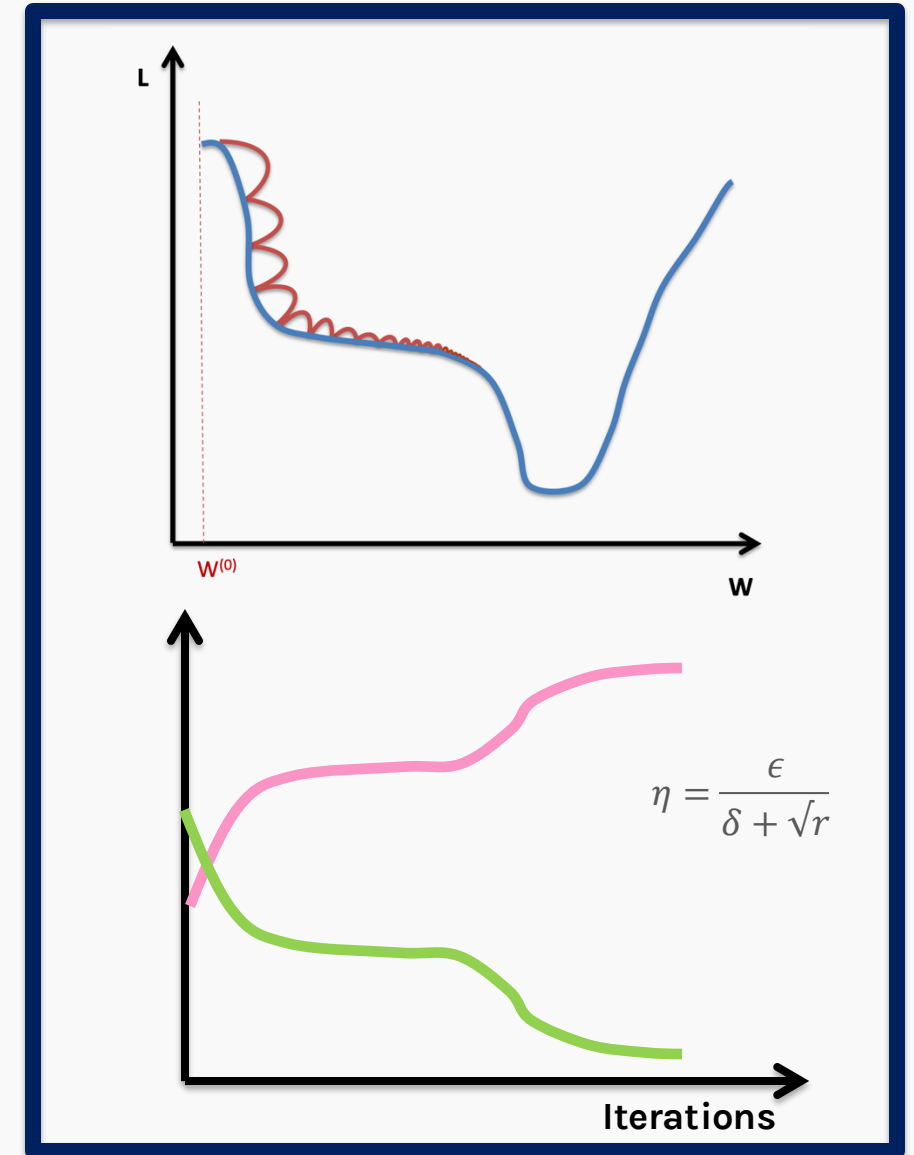 L
W⁽⁰⁾
W
η = ϵ / (δ + √r)
Iterations